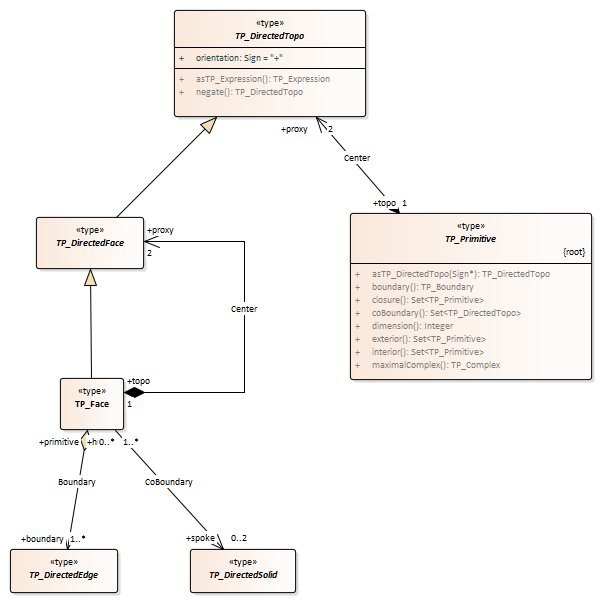 «type»
TP_DirectedTopo
+ orientation: Sign = "+"
+ asTP_Expression(): TP_Expression
+ negate(): TP_DirectedTopo
+proxy 2
Center
+topo 1
«type»
TP_DirectedFace
+proxy
2
«type»
TP_Primitive
{root}
+ asTP_DirectedTopo(Sign*): TP_DirectedTopo
+ boundary(): TP_Boundary
+ closure(): Set<TP_Primitive>
+ coBoundary(): Set<TP_DirectedTopo>
+ dimension(): Integer
+ exterior(): Set<TP_Primitive>
+ interior(): Set<TP_Primitive>
+ maximalComplex(): TP_Complex
Center
«type»
TP_Face
+topo
1
+primitive +h 0..* 1..*
Boundary
CoBoundary
+boundary 1..*
+spoke 0..2
«type»
TP_DirectedEdge
«type»
TP_DirectedSolid